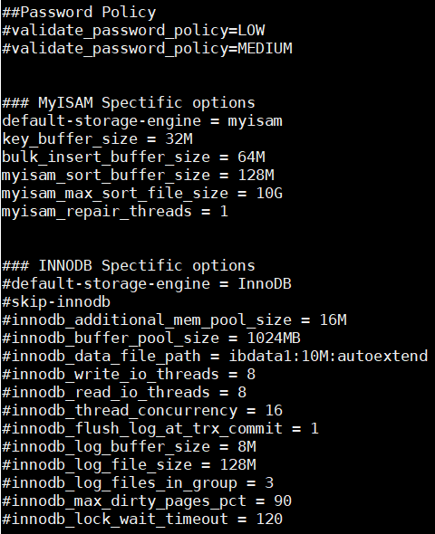 ##Password Policy
#validate_password_policy=LOW
#validate_password_policy=MEDIUM
### MyISAM Spectific options
default-storage-engine = myisam
key_buffer_size = 32M
bulk_insert_buffer_size = 64M
myisam_sort_buffer_size = 128M
myisam_max_sort_file_size = 10G
myisam_repair_threads = 1
### INNODB Spectific options
#default-storage-engine = InnoDB
#skip-innodb
#innodb_additional_mem_pool_size = 16M
#innodb_buffer_pool_size = 1024MB
#innodb_data_file_path = ibdata1:10M:autoextend
#innodb_write_io_threads = 8
#innodb_read_io_threads = 8
#innodb_thread_concurrency = 16
#innodb_flush_log_at_trx_commit = 1
#innodb_log_buffer_size = 8M
#innodb_log_file_size = 128M
#innodb_log_files_in_group = 3
#innodb_max_dirty_pages_pct = 90
#innodb_lock_wait_timeout = 120